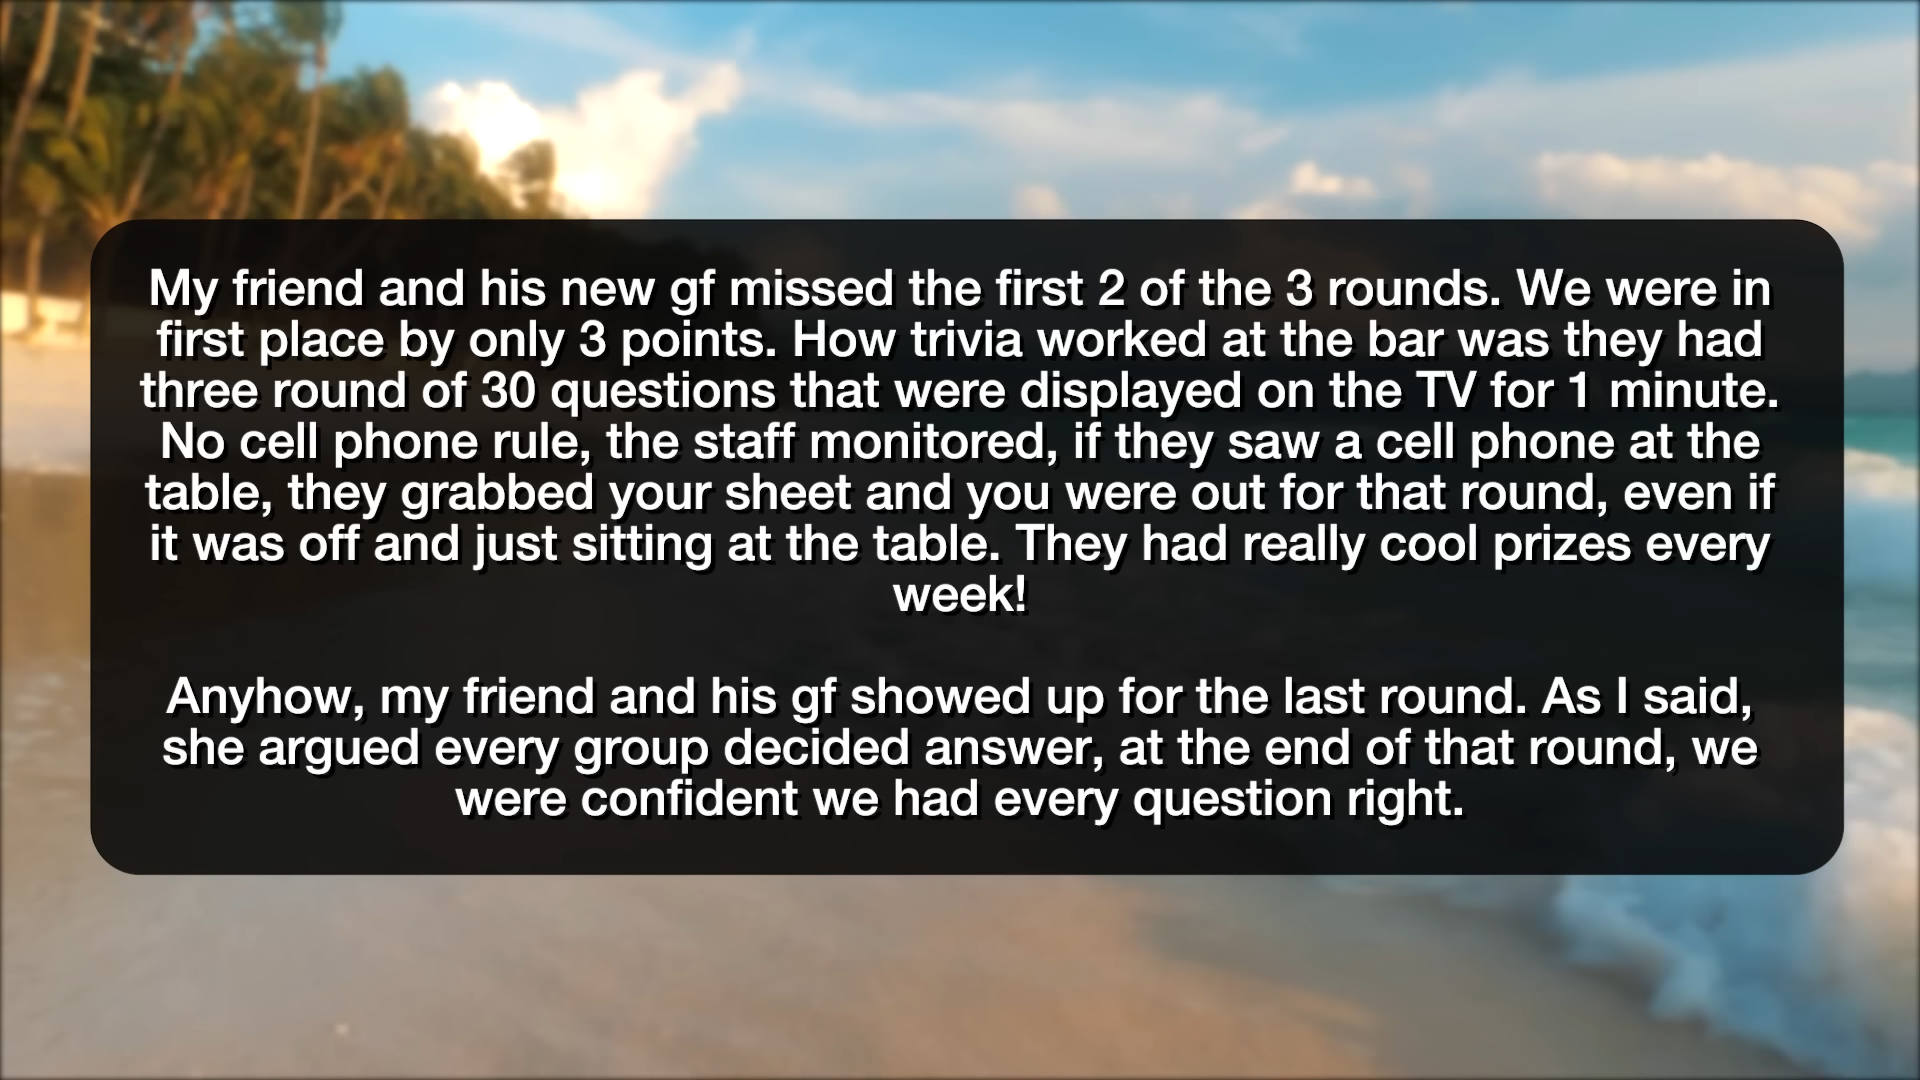 My friend and his new gf missed the first 2 of the 3 rounds. We were in
first place by only 3 points. How trivia worked at the bar was they had
three round of 30 questions that were displayed on the TV for 1 minute.
No cell phone rule, the staff monitored, if they saw a cell phone at the
table, they grabbed your sheet and you were out for that round, even if
it was off and just sitting at the table. They had really cool prizes every
week!
Anyhow, my friend and his gf showed up for the last round. As I said,
she argued every group decided answer, at the end of that round, we
were confident we had every question right.